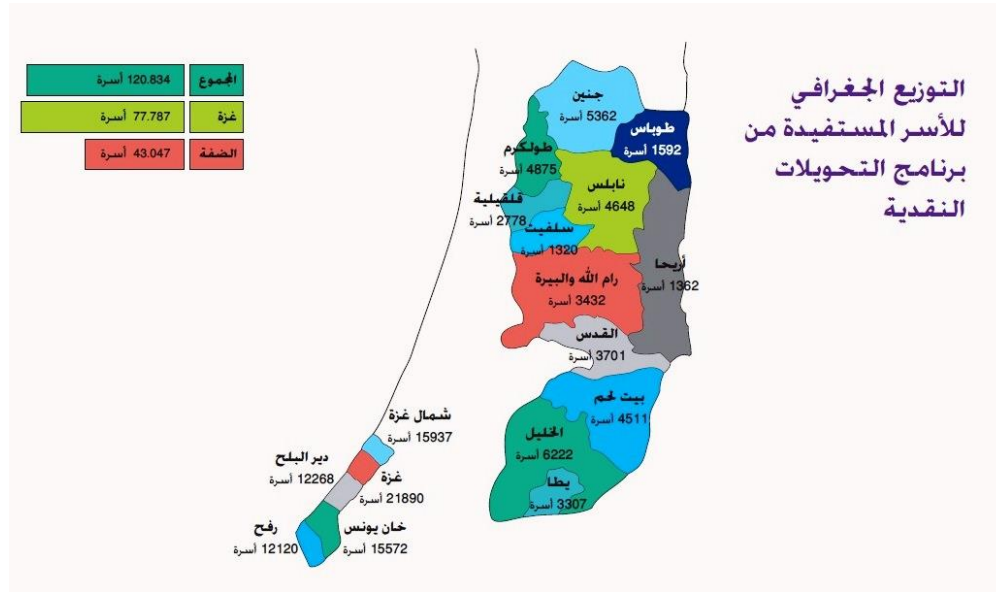 التوزيع الجغرافي
للأسر المستفيدة من
برنامج التحويلات
النقدية
المجموع 120.834 أسرة
غزة 77.787 أسرة
الضفة 43.047 أسرة
جنين
5362 أسرة
طوباس
1592 أسرة
طولكرم
4875 أسرة
نابلس
4648 أسرة
قلقيلية
2778 أسرة
سلفيت
1320 أسرة
أريحا
1362 أسرة
رام الله والبيرة
3432 أسرة
القدس
3701 أسرة
بيت لحم
4511 أسرة
الخليل
6222 أسرة
يطا
3307 أسرة
شمال غزة
15937 أسرة
غزة
21890 أسرة
دير البلح
12268 أسرة
خان يونس
15572 أسرة
رفح
12120 أسرة